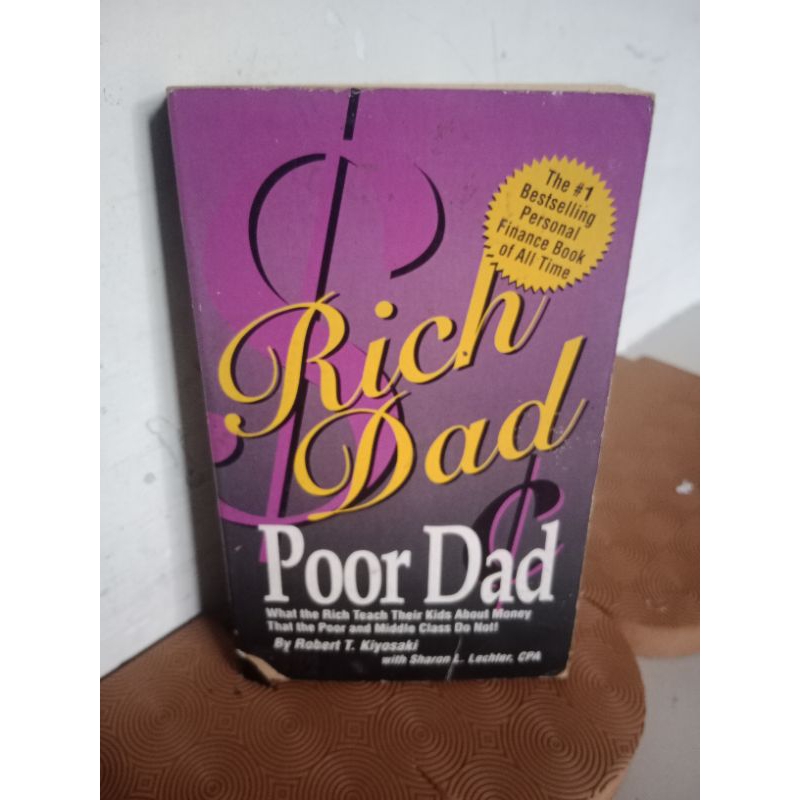 The #1
Bestselling
Personal
Finance Book
of All Time
Rich
Dad
Poor Dad
What the Rich Teach Their Kids About Money
That the Poor and Middle Class Do Not!
By Robert T. Kiyosaki
with Sharon L. Lechter, CPA